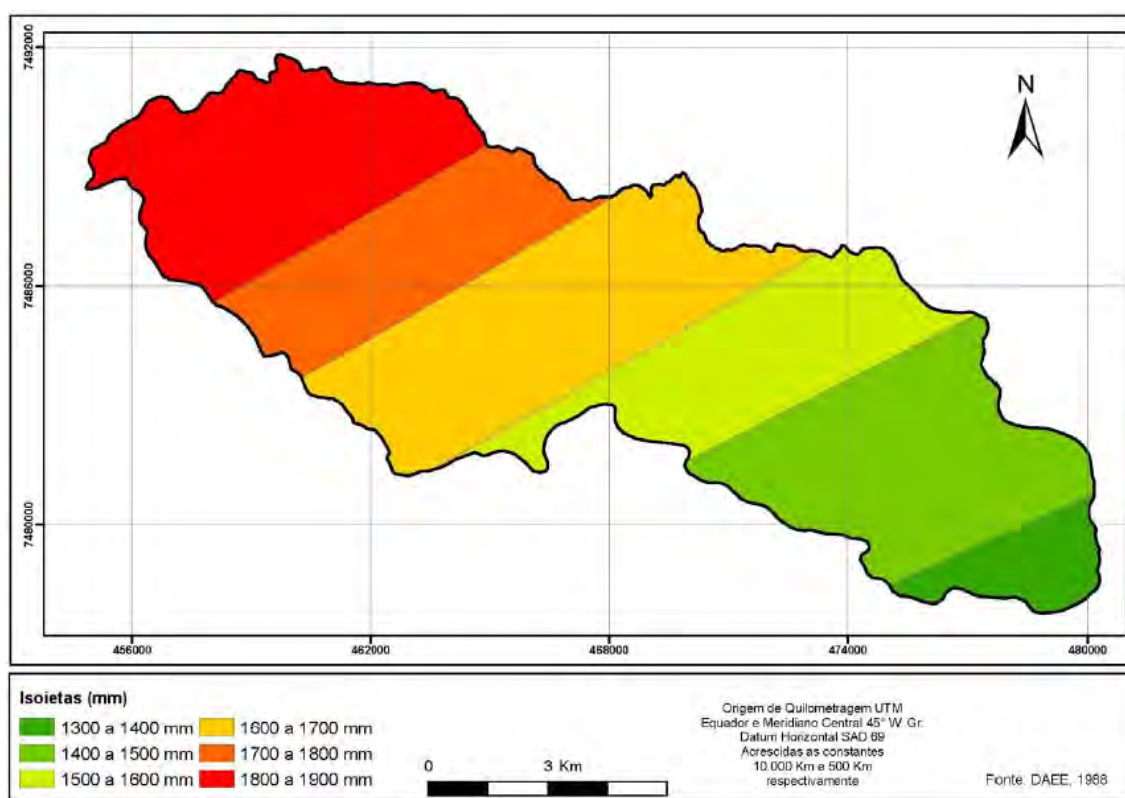 7492000
7486000
7480000
N
456000 462000 468000 474000 480000
Isoietas (mm)
1300 a 1400 mm
1400 a 1500 mm
1500 a 1600 mm
1600 a 1700 mm
1700 a 1800 mm
1800 a 1900 mm
0 3 Km
Origem de Quilometragem UTM
Equador e Meridiano Central 45° W. Gr.
Datum Horizontal SAD 69
Acrescidas as constantes
10.000 Km e 500 Km
respectivamente
Fonte: DAEE, 1988